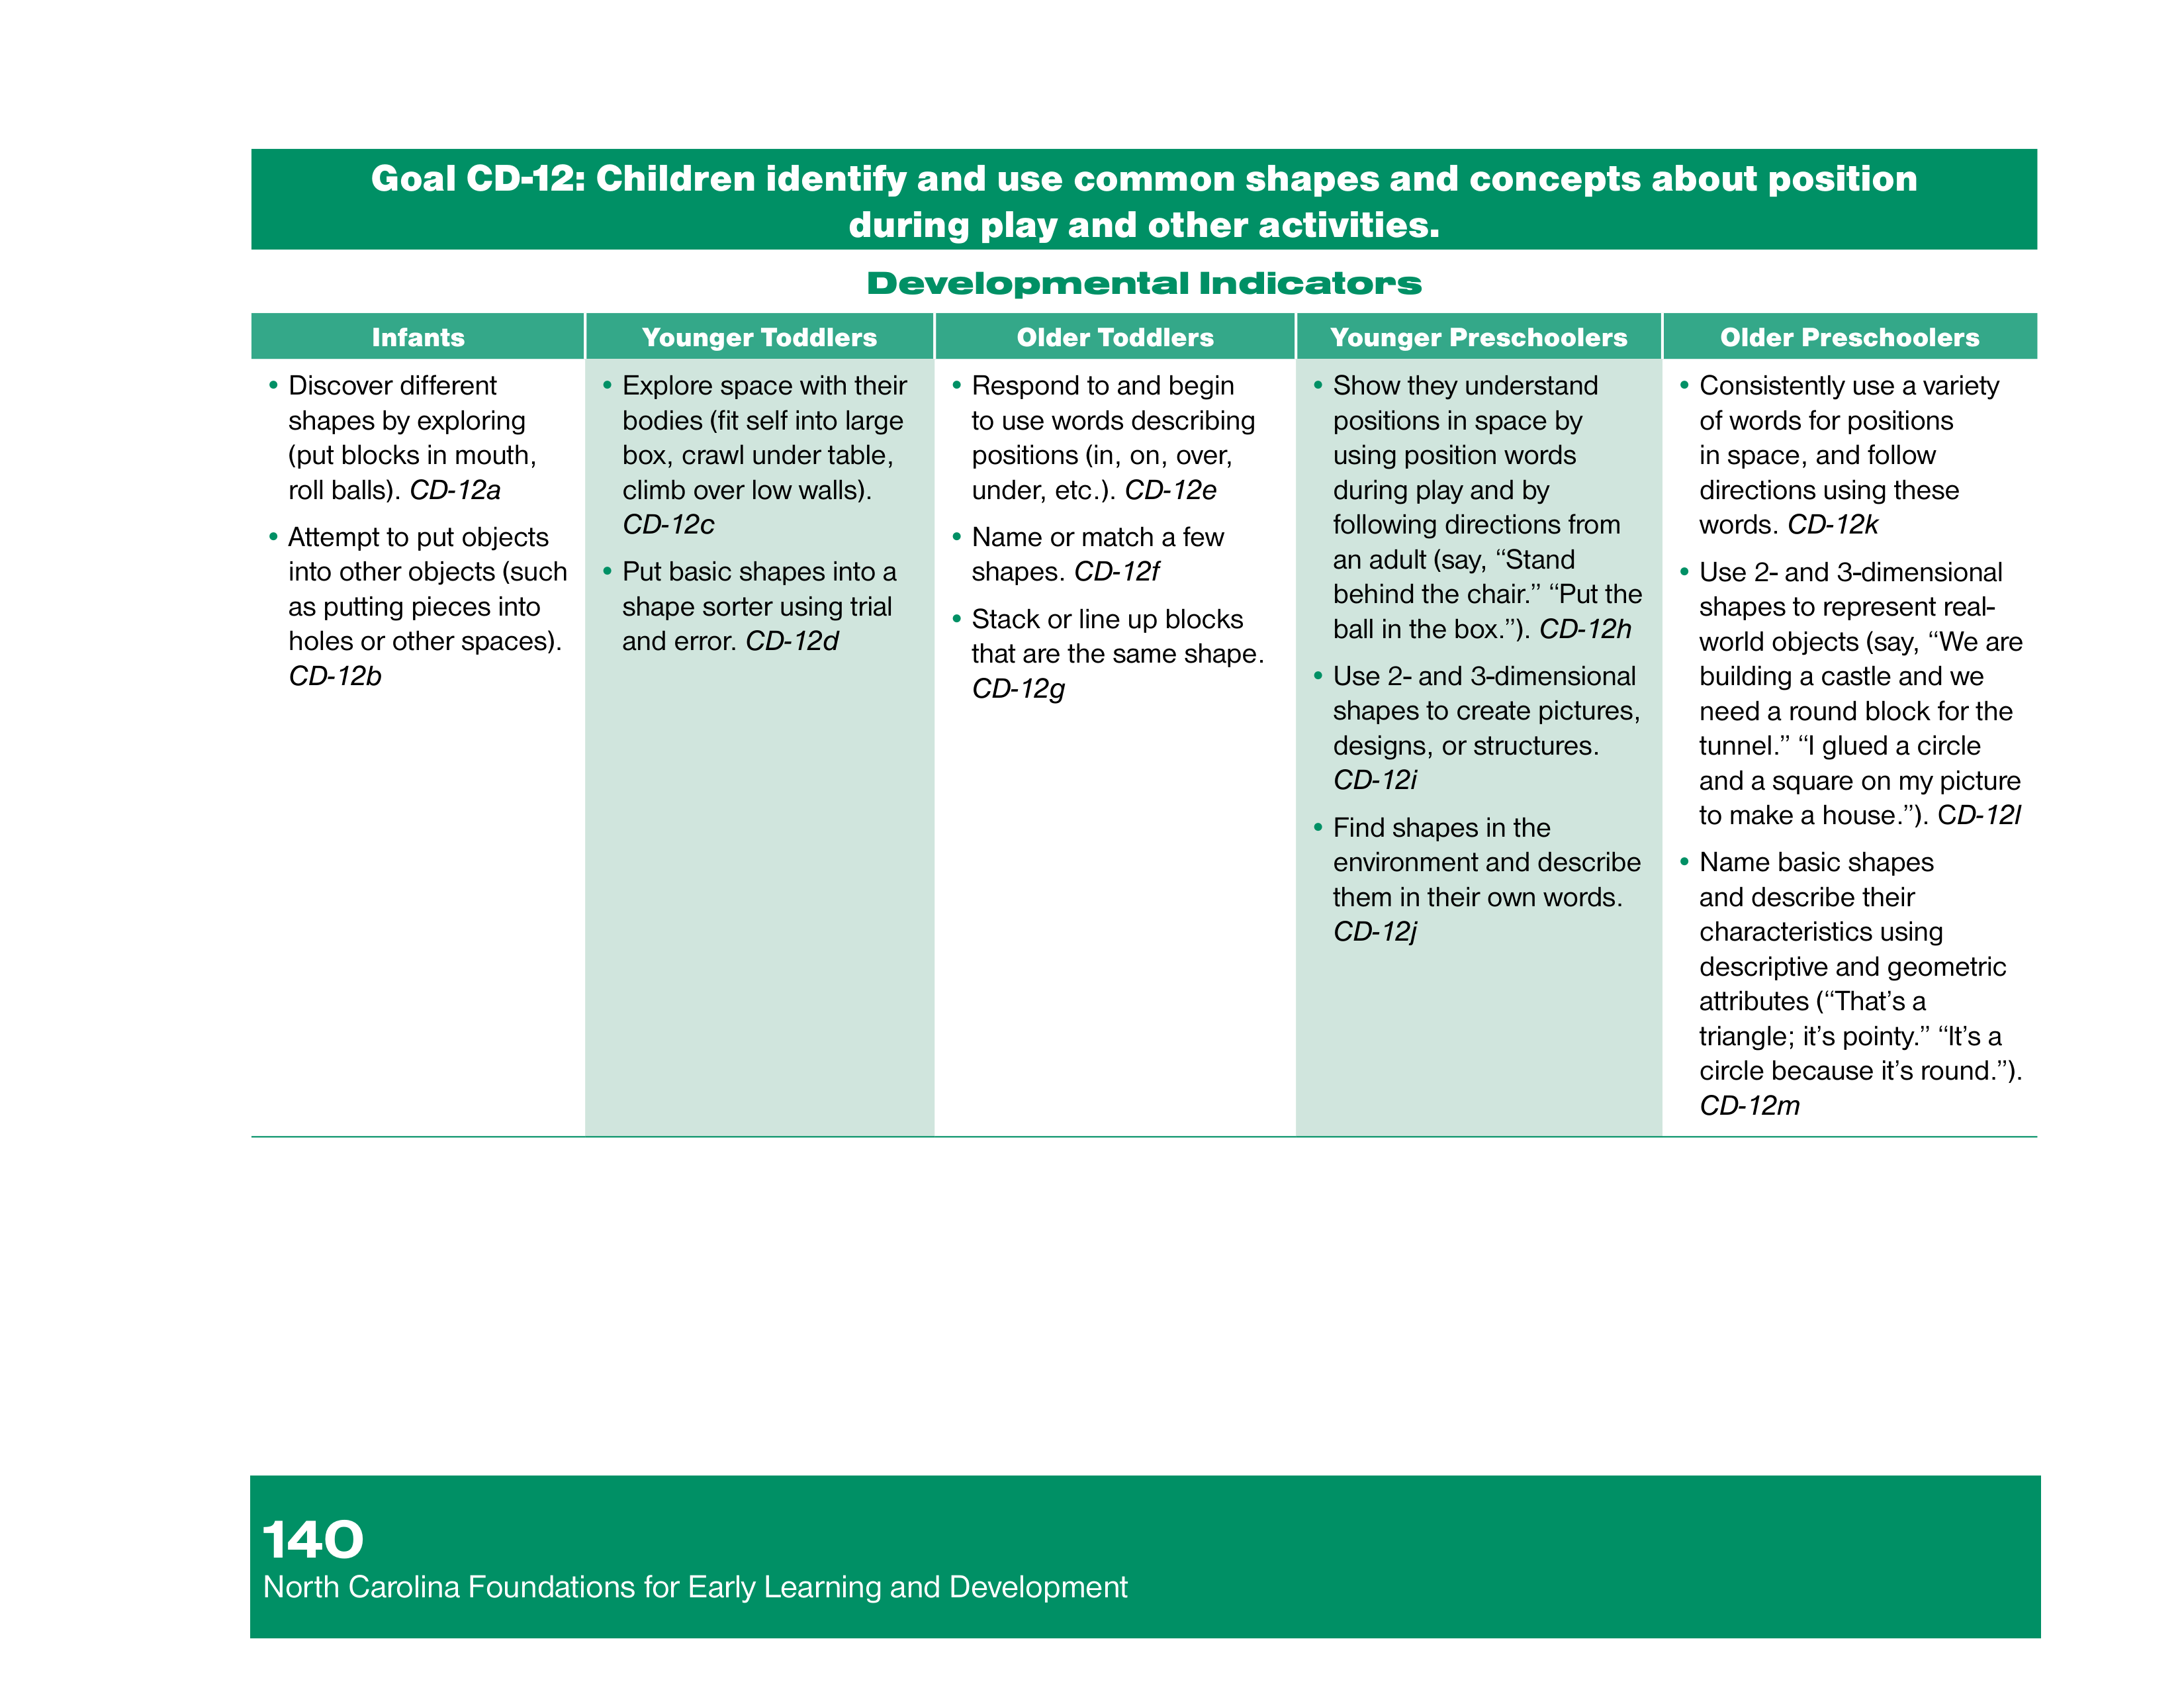 Goal CD-12: Children identify and use common shapes and concepts about position
during play and other activities.
Developmental Indicators
Infants
• Discover different
shapes by exploring
(put blocks in mouth,
roll balls). CD-12a
• Attempt to put objects
into other objects (such
as putting pieces into
holes or other spaces).
CD-12b
Younger Toddlers
• Explore space with their
bodies (fit self into large
box, crawl under table,
climb over low walls).
CD-12c
• Put basic shapes into a
shape sorter using trial
and error. CD-12d
Older Toddlers
• Respond to and begin
to use words describing
positions (in, on, over,
under, etc.). CD-12e
• Name or match a few
shapes. CD-12f
• Stack or line up blocks
that are the same shape.
CD-12g
Younger Preschoolers
• Show they understand
positions in space by
using position words
during play and by
following directions from
an adult (say, “Stand
behind the chair.” “Put the
ball in the box.”). CD-12h
• Use 2- and 3-dimensional
shapes to create pictures,
designs, or structures.
CD-12i
• Find shapes in the
environment and describe
them in their own words.
CD-12j
Older Preschoolers
• Consistently use a variety
of words for positions
in space, and follow
directions using these
words. CD-12k
• Use 2- and 3-dimensional
shapes to represent real-
world objects (say, “We are
building a castle and we
need a round block for the
tunnel.” “I glued a circle
and a square on my picture
to make a house.”). CD-12l
• Name basic shapes
and describe their
characteristics using
descriptive and geometric
attributes (“That’s a
triangle; it’s pointy.” “It’s a
circle because it’s round.”).
CD-12m
140
North Carolina Foundations for Early Learning and Development